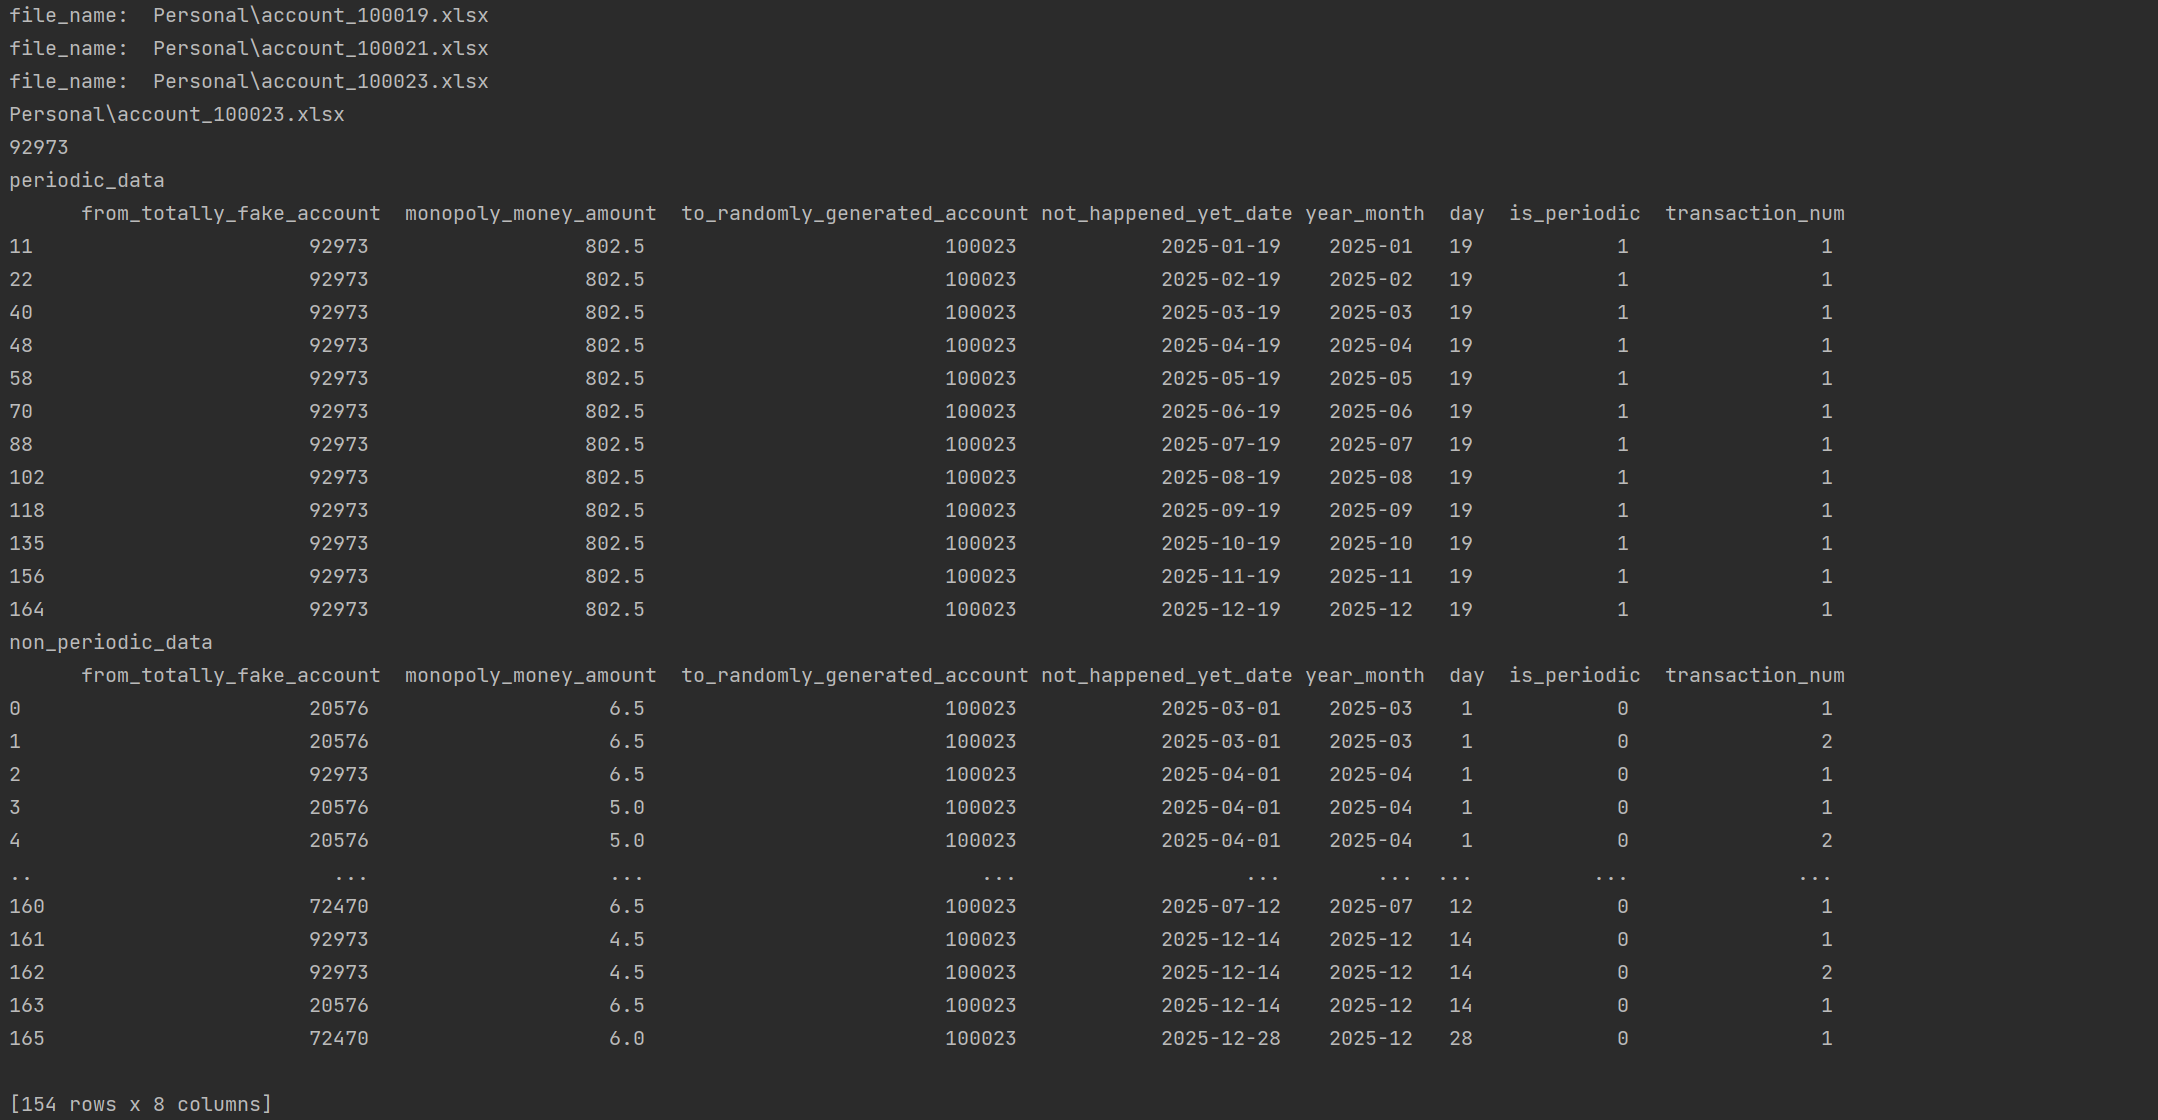 file_name:  Personal\account_100019.xlsx
file_name:  Personal\account_100021.xlsx
file_name:  Personal\account_100023.xlsx
Personal\account_100023.xlsx
92973
periodic_data
      from_totally_fake_account  monopoly_money_amount  to_randomly_generated_account not_happened_yet_date year_month  day  is_periodic  transaction_num
11                       92973                  802.5                         100023            2025-01-19    2025-01   19            1                1
22                       92973                  802.5                         100023            2025-02-19    2025-02   19            1                1
40                       92973                  802.5                         100023            2025-03-19    2025-03   19            1                1
48                       92973                  802.5                         100023            2025-04-19    2025-04   19            1                1
58                       92973                  802.5                         100023            2025-05-19    2025-05   19            1                1
70                       92973                  802.5                         100023            2025-06-19    2025-06   19            1                1
88                       92973                  802.5                         100023            2025-07-19    2025-07   19            1                1
102                      92973                  802.5                         100023            2025-08-19    2025-08   19            1                1
118                      92973                  802.5                         100023            2025-09-19    2025-09   19            1                1
135                      92973                  802.5                         100023            2025-10-19    2025-10   19            1                1
156                      92973                  802.5                         100023            2025-11-19    2025-11   19            1                1
164                      92973                  802.5                         100023            2025-12-19    2025-12   19            1                1
non_periodic_data
      from_totally_fake_account  monopoly_money_amount  to_randomly_generated_account not_happened_yet_date year_month  day  is_periodic  transaction_num
0                        20576                    6.5                         100023            2025-03-01    2025-03    1            0                1
1                        20576                    6.5                         100023            2025-03-01    2025-03    1            0                2
2                        92973                    6.5                         100023            2025-04-01    2025-04    1            0                1
3                        20576                    5.0                         100023            2025-04-01    2025-04    1            0                1
4                        20576                    5.0                         100023            2025-04-01    2025-04    1            0                2
..                         ...                    ...                            ...                   ...        ...  ...          ...              ...
160                      72470                    6.5                         100023            2025-07-12    2025-07   12            0                1
161                      92973                    4.5                         100023            2025-12-14    2025-12   14            0                1
162                      92973                    4.5                         100023            2025-12-14    2025-12   14            0                2
163                      20576                    6.5                         100023            2025-12-14    2025-12   14            0                1
165                      72470                    6.0                         100023            2025-12-28    2025-12   28            0                1
[154 rows x 8 columns]